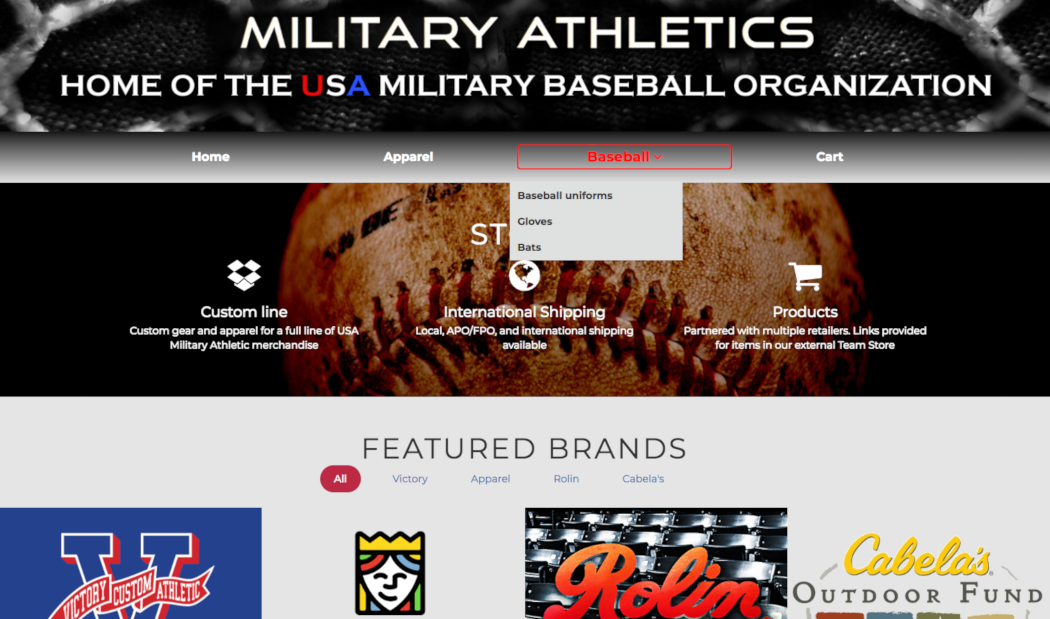 MILITARY ATHLETICS
HOME OF THE USA MILITARY BASEBALL ORGANIZATION
Home
Apparel
Baseball
Cart
Baseball uniforms
Gloves
Bats
ST
Custom line
Custom gear and apparel for a full line of USA
Military Athletic merchandise
International Shipping
Local, APO/FPO, and international shipping
available
Products
Partnered with multiple retailers. Links provided
for items in our external Team Store
FEATURED BRANDS
All
Victory
Apparel
Rolin
Cabela's
V
VICTORY CUSTOM ATHLETIC
Rolin
Cabela's
OUTDOOR FUND